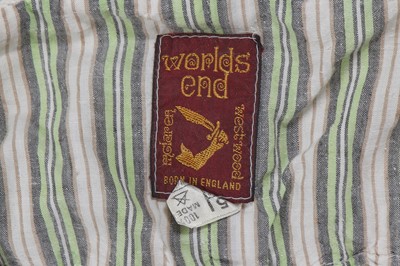 worlds
end
mclaren
westwood
BORN IN ENGLAND
100%
MADE